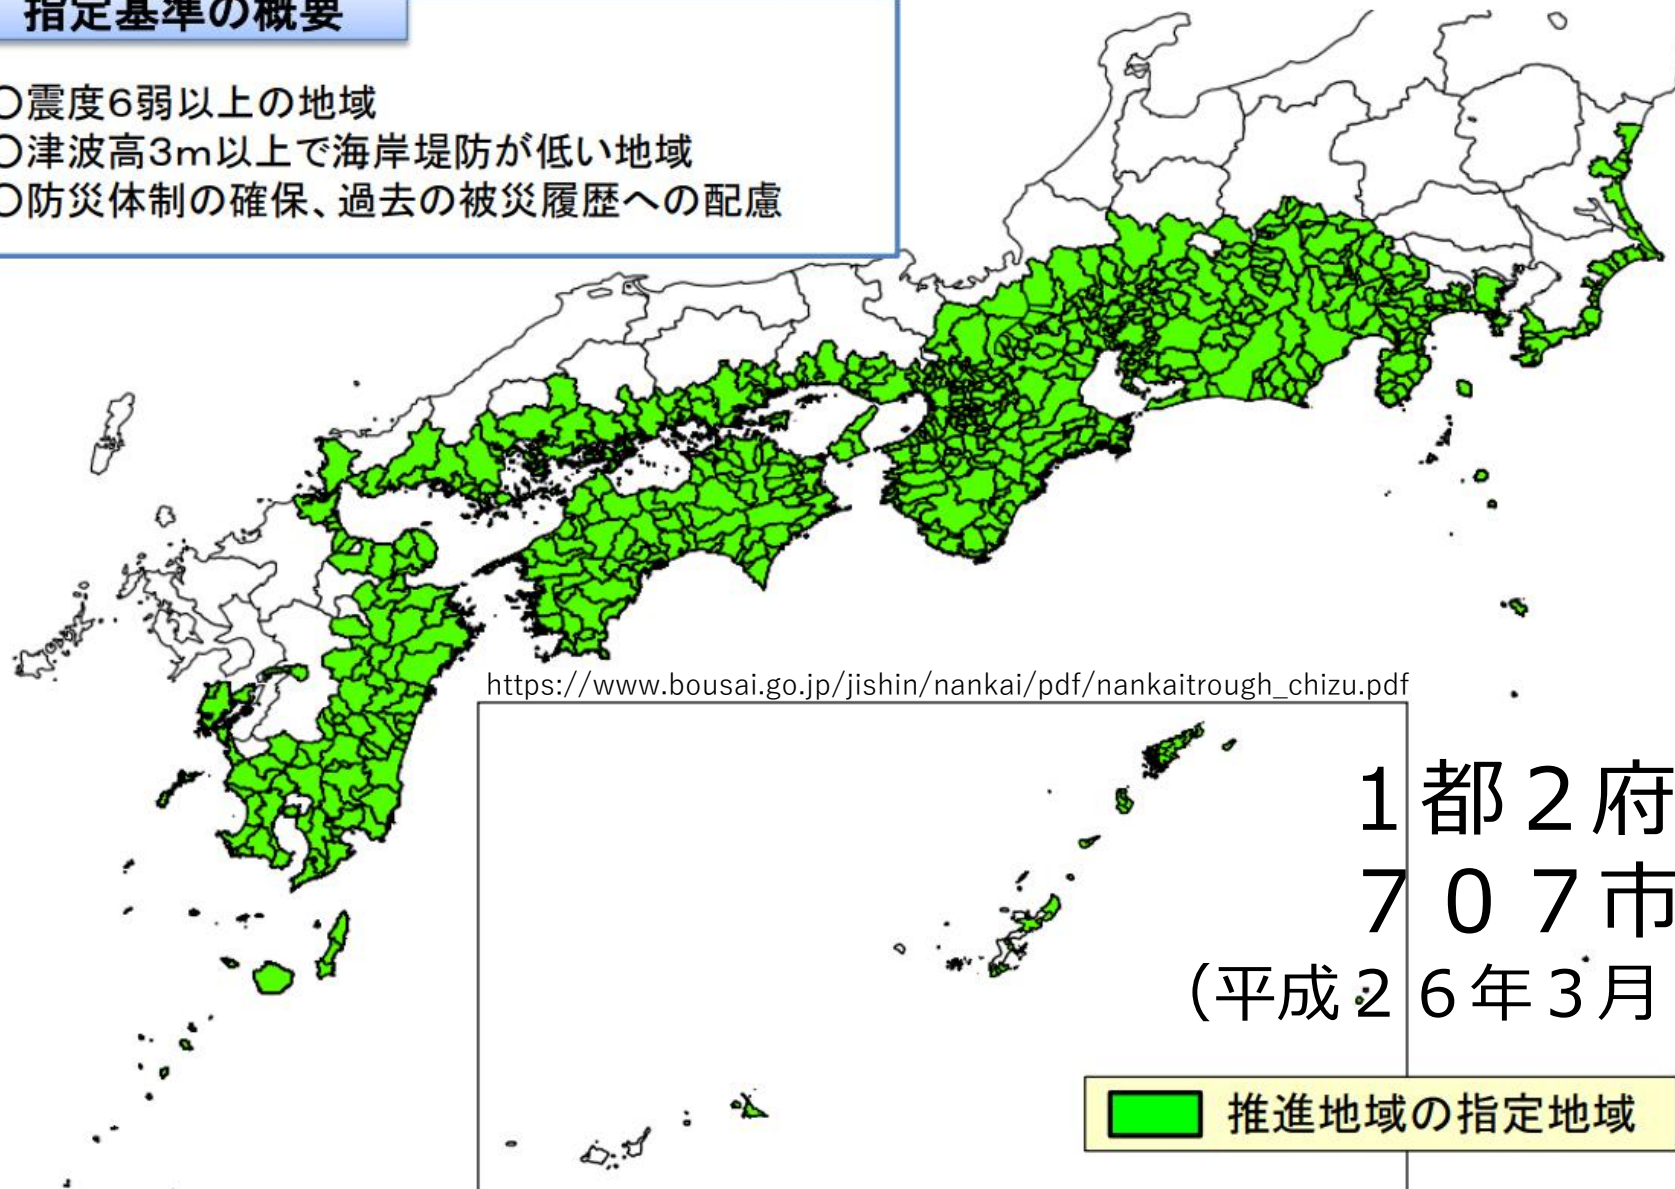 指定基準の概要
○震度6弱以上の地域
○津波高3m以上で海岸堤防が低い地域
○防災体制の確保、過去の被災履歴への配慮
https://www.bousai.go.jp/jishin/nankai/pdf/nankaitrough_chizu.pdf
１都２府
７０７市
（平成２６年３月
推進地域の指定地域